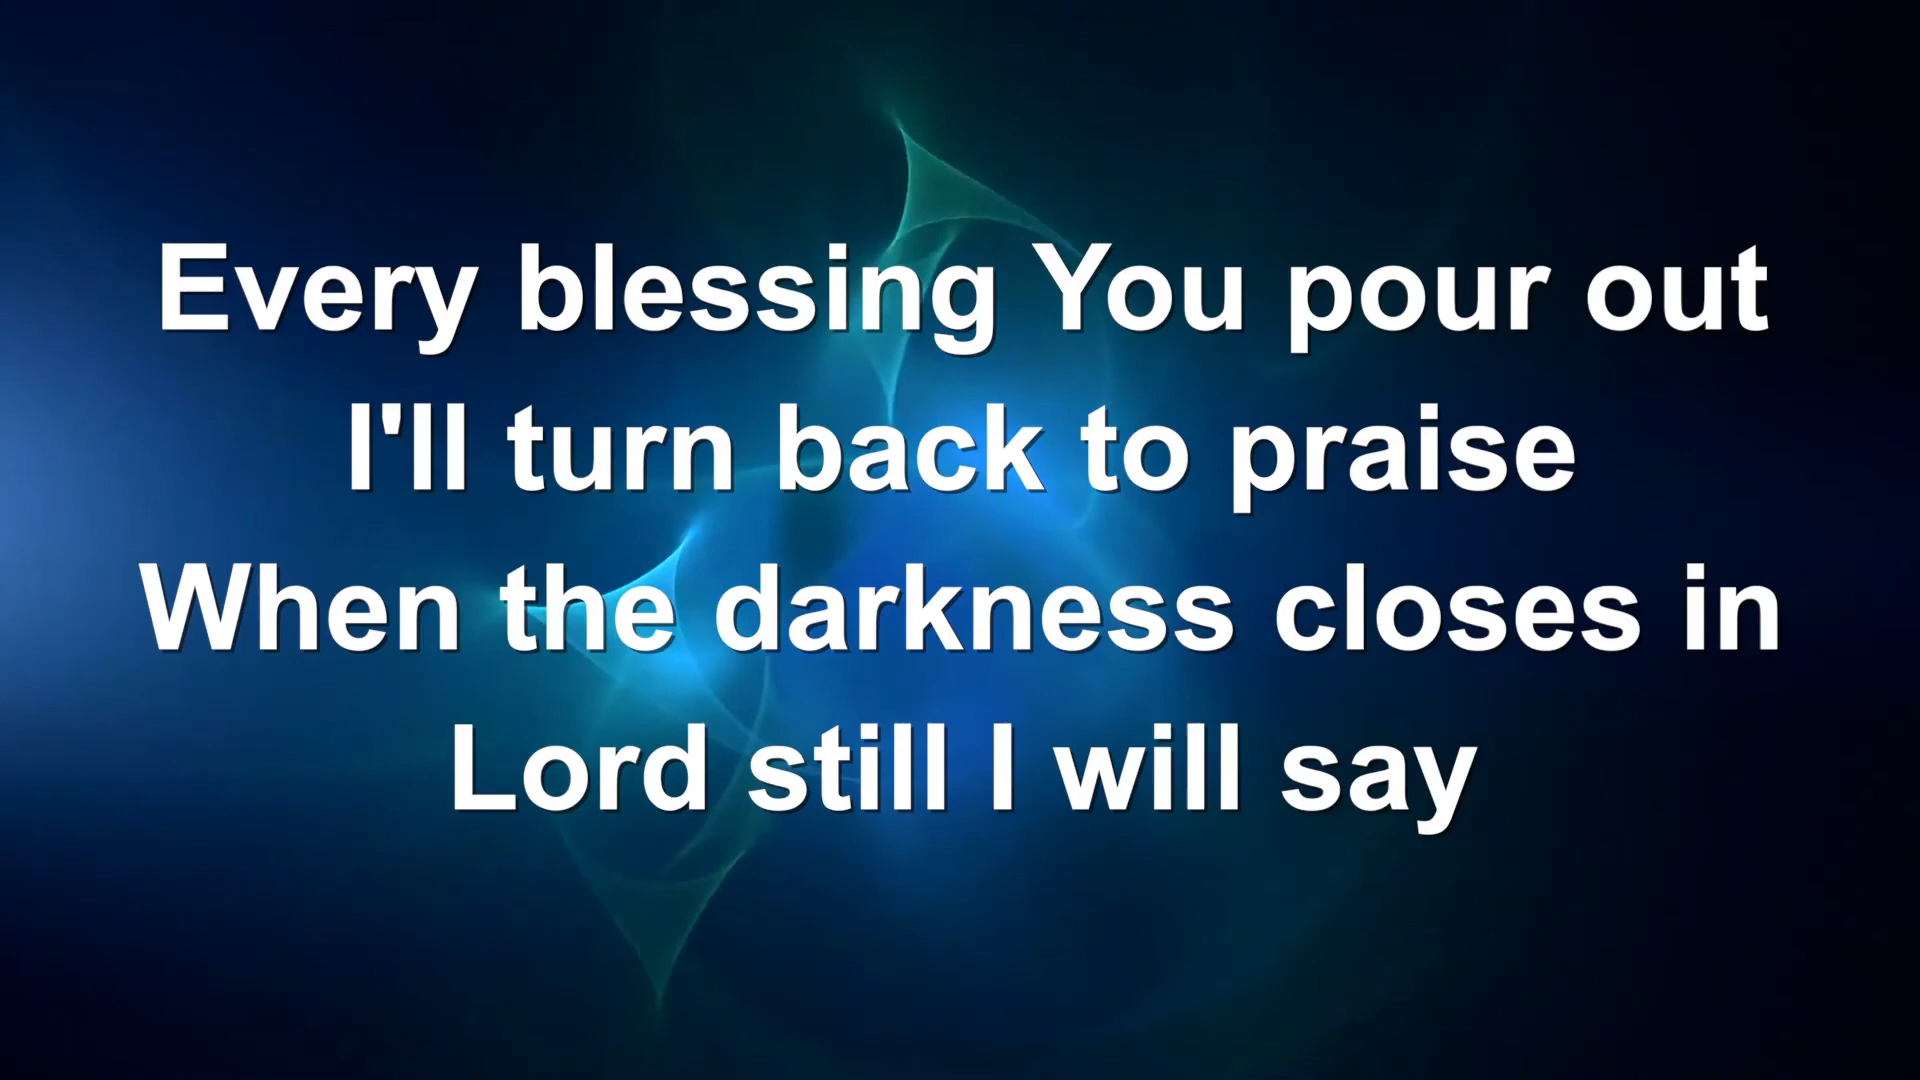 Every blessing You pour out
I'll turn back to praise
When the darkness closes in
Lord still I will say